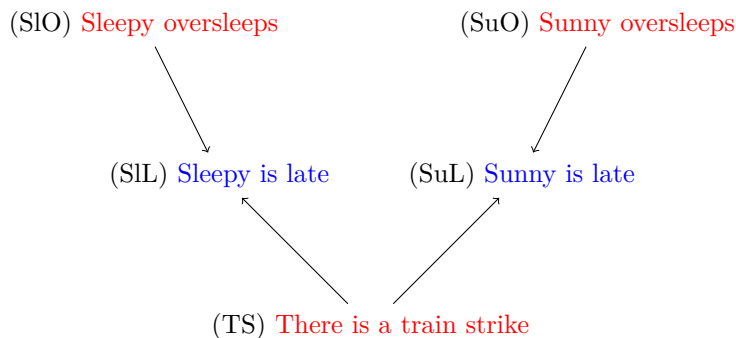 (SlO) Sleepy oversleeps
(SuO) Sunny oversleeps
(SlL) Sleepy is late
(SuL) Sunny is late
(TS) There is a train strike